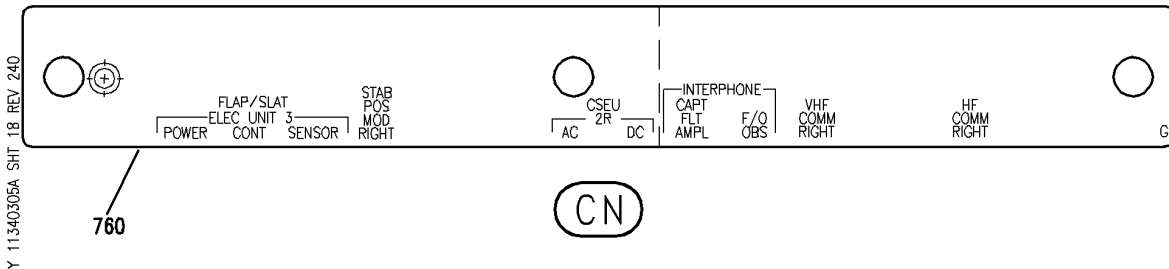 Y 11340305A SHT 18 REV 240
FLAP/SLAT
ELEC UNIT 3
POWER CONT SENSOR
STAB
POS
MOD
RIGHT
CSEU
2R
AC DC
INTERPHONE
CAPT
FLT
AMPL
F/O
OBS
VHF
COMM
RIGHT
HF
COMM
RIGHT
G
760
CN